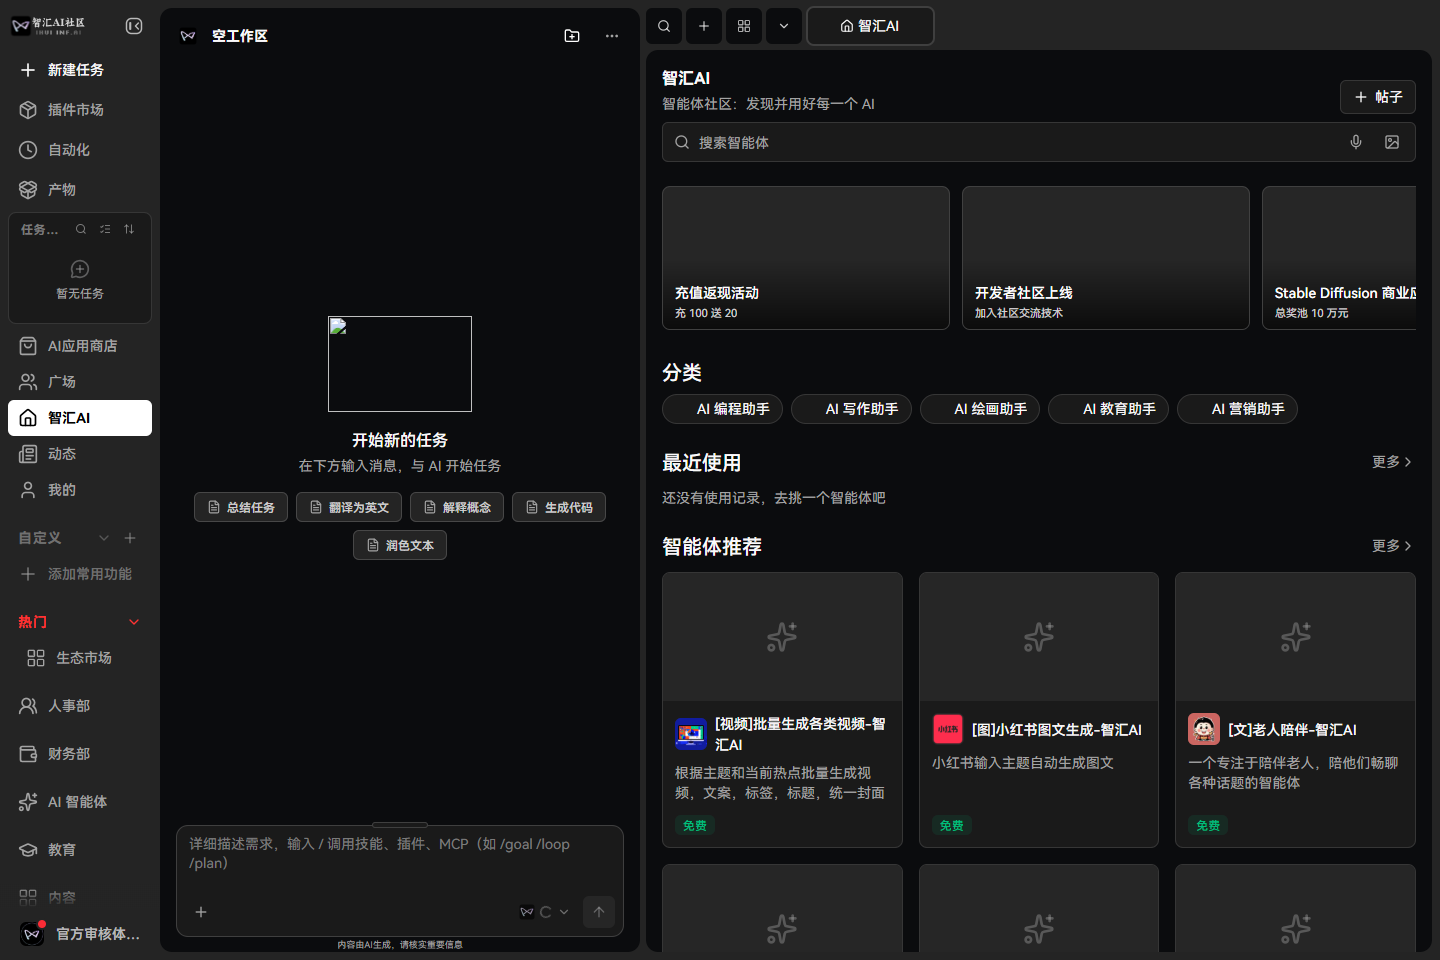 智汇AI社区
新建任务
插件市场
自动化
产物
任务...
暂无任务
AI应用商店
广场
智汇AI
动态
我的
自定义
添加常用功能
热门
生态市场
人事部
财务部
AI 智能体
教育
内容
官方审核体...
空工作区
开始新的任务
在下方输入消息，与 AI 开始任务
总结任务
翻译为英文
解释概念
生成代码
润色文本
详细描述需求，输入 / 调用技能、插件、MCP（如 /goal /loop
/plan）
内容由AI生成，请核实重要信息
智汇AI
智汇AI
智能体社区：发现并用好每一个 AI
帖子
搜索智能体
充值返现活动
充 100 送 20
开发者社区上线
加入社区交流技术
Stable Diffusion 商业应
总奖池 10 万元
分类
AI 编程助手
AI 写作助手
AI 绘画助手
AI 教育助手
AI 营销助手
最近使用
更多
还没有使用记录，去挑一个智能体吧
智能体推荐
更多
[视频]批量生成各类视频-智
汇AI
根据主题和当前热点批量生成视
频，文案，标签，标题，统一封面
免费
小红书
[图]小红书图文生成-智汇AI
小红书输入主题自动生成图文
免费
[文]老人陪伴-智汇AI
一个专注于陪伴老人，陪他们畅聊
各种话题的智能体
免费